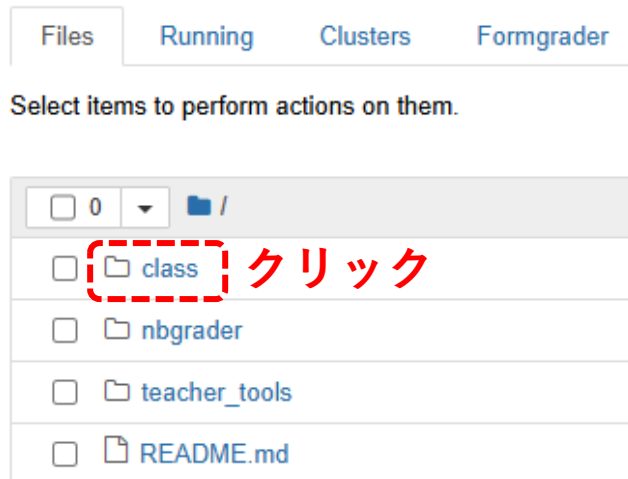 Files Running Clusters Formgrader
Select items to perform actions on them.
0 /
class クリック
nbgrader
teacher_tools
README.md